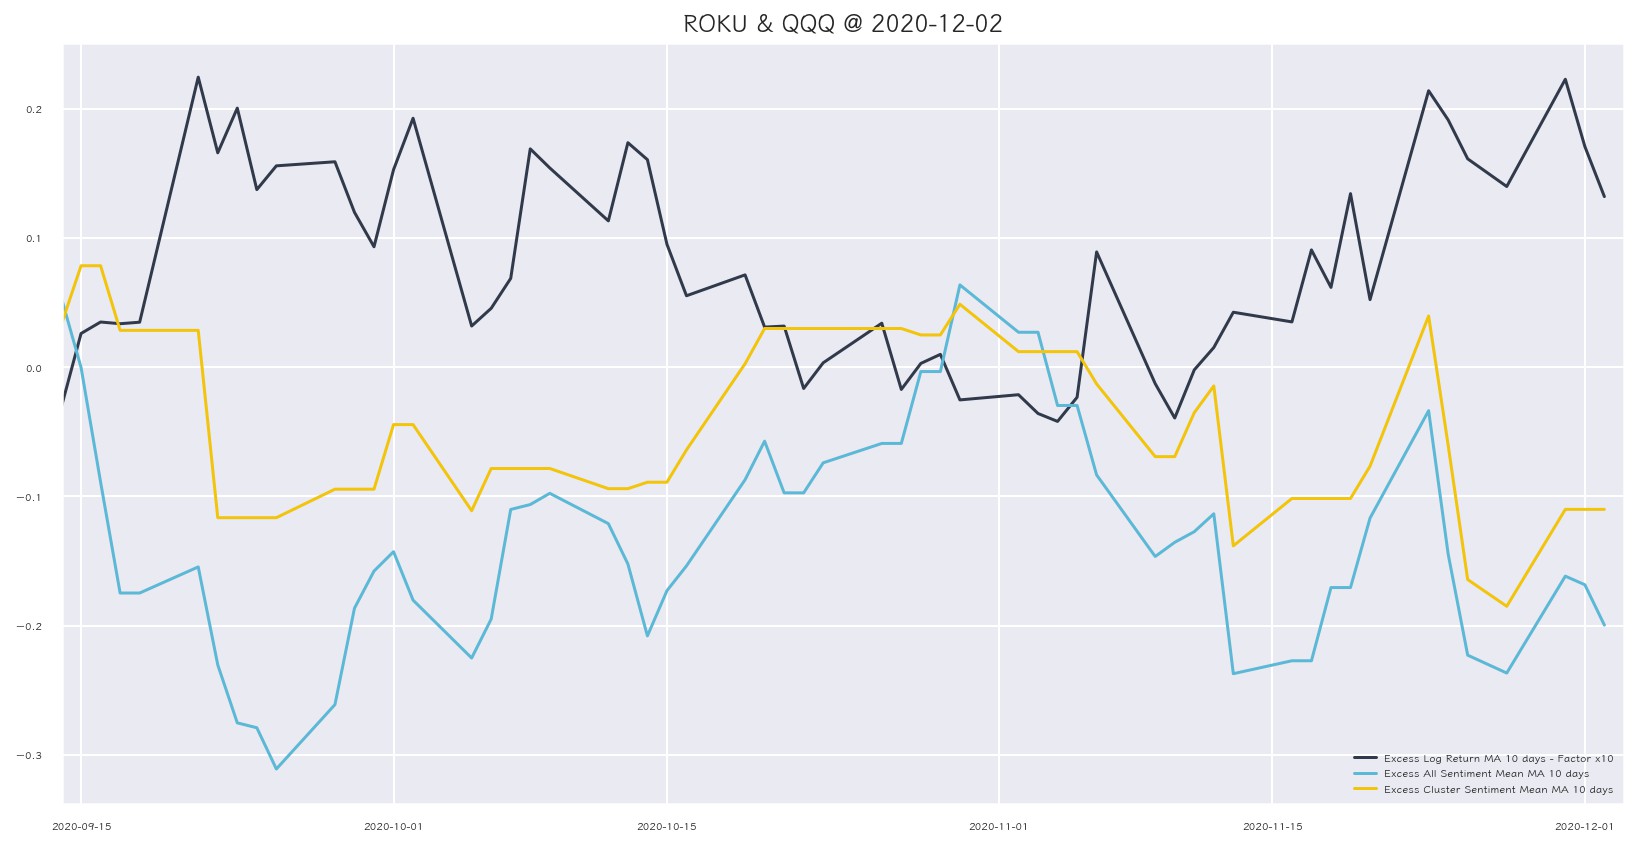 ROKU & QQQ @ 2020-12-02
0.2
0.1
0.0
−0.1
−0.2
−0.3
Excess Log Return MA 10 days - Factor x10
Excess All Sentiment Mean MA 10 days
Excess Cluster Sentiment Mean MA 10 days
2020-09-15 2020-10-01 2020-10-15 2020-11-01 2020-11-15 2020-12-01